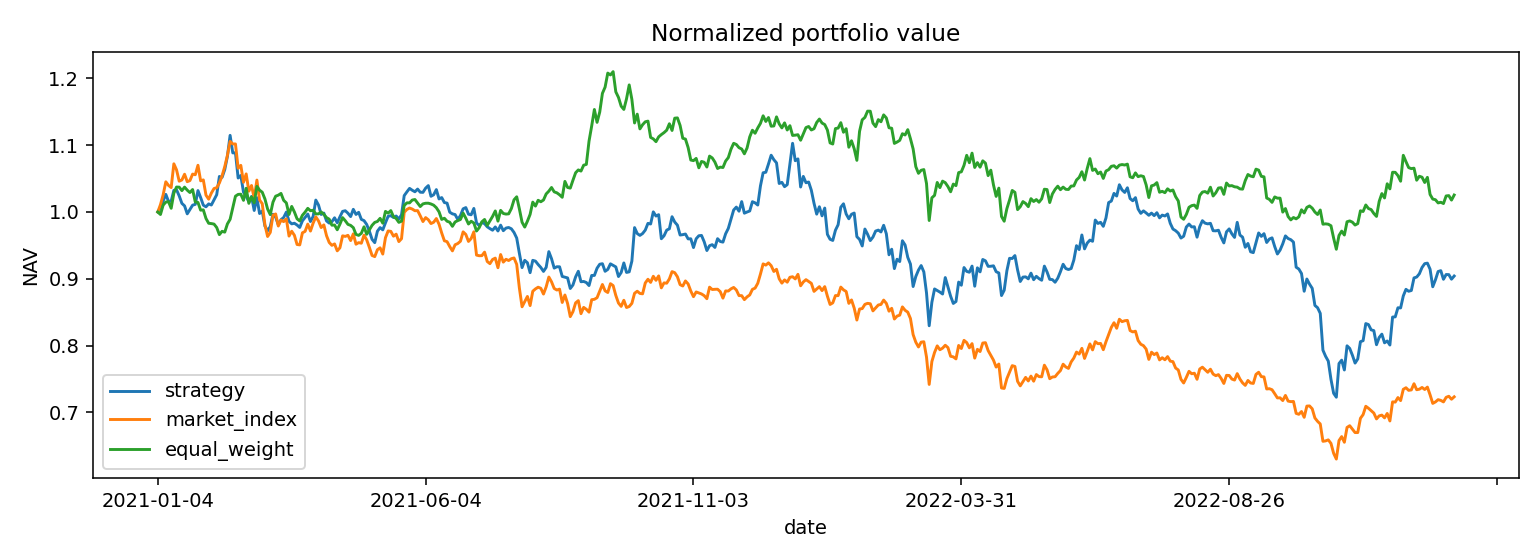 Normalized portfolio value
1.2
1.1
1.0
0.9
0.8
0.7
NAV
strategy
market_index
equal_weight
2021-01-04
2021-06-04
2021-11-03
2022-03-31
2022-08-26
date